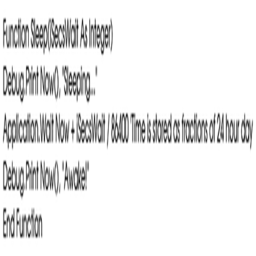 Function Sleep(iSecsWait As Integer)
Debug.Print Now(), "Sleeping..."
Application.Wait Now + iSecsWait / 86400 'Time is stored as fractions of 24 hour day
Debug.Print Now(), "Awake!"
End Function